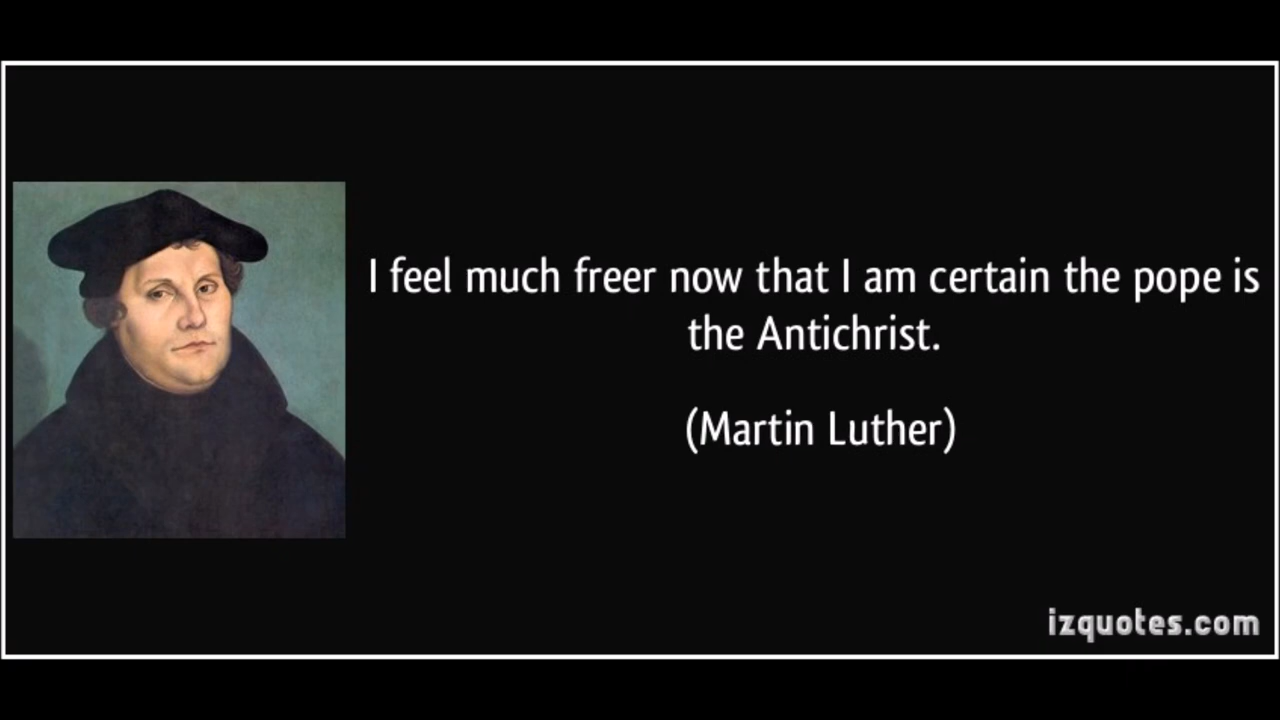 I feel much freer now that I am certain the pope is
the Antichrist.
(Martin Luther)
izquotes.com